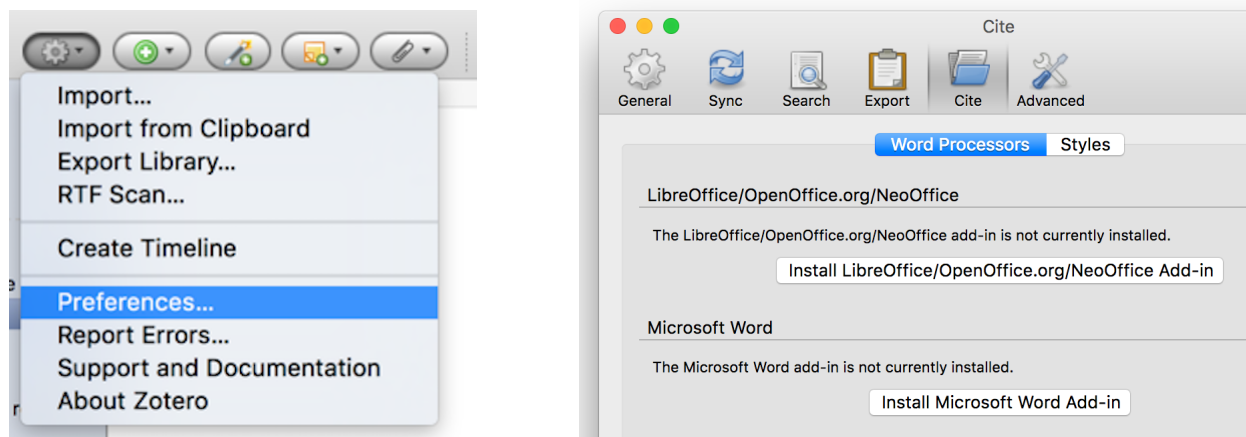 Import...
Import from Clipboard
Export Library...
RTF Scan...
Create Timeline
Preferences...
Report Errors...
Support and Documentation
About Zotero
Cite
General
Sync
Search
Export
Cite
Advanced
Word Processors
Styles
LibreOffice/OpenOffice.org/NeoOffice
The LibreOffice/OpenOffice.org/NeoOffice add-in is not currently installed.
Install LibreOffice/OpenOffice.org/NeoOffice Add-in
Microsoft Word
The Microsoft Word add-in is not currently installed.
Install Microsoft Word Add-in